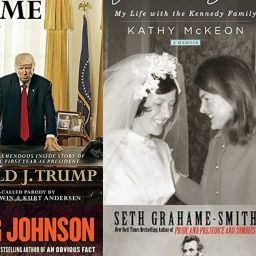 ME
TREMENDOUS INSIDE STORY OF
FIRST YEAR AS PRESIDENT
LD J. TRUMP
-CALLED PARODY BY
WIN & KURT ANDERSEN
JOHNSON
BESTSELLING AUTHOR OF AN OBVIOUS FACT
My Life with the Kennedy Family
KATHY McKEON
A MEMOIR
SETH GRAHAME-SMITH
New York Times Bestselling Author of PRIDE AND PREJUDICE AND ZOMBIES